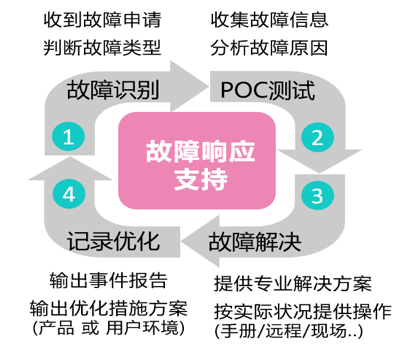 收到故障申请
判断故障类型
收集故障信息
分析故障原因
故障识别
POC测试
1
2
故障响应
支持
4
3
记录优化
故障解决
输出事件报告
输出优化措施方案
(产品 或 用户环境)
提供专业解决方案
按实际状况提供操作
(手册/远程/现场..)